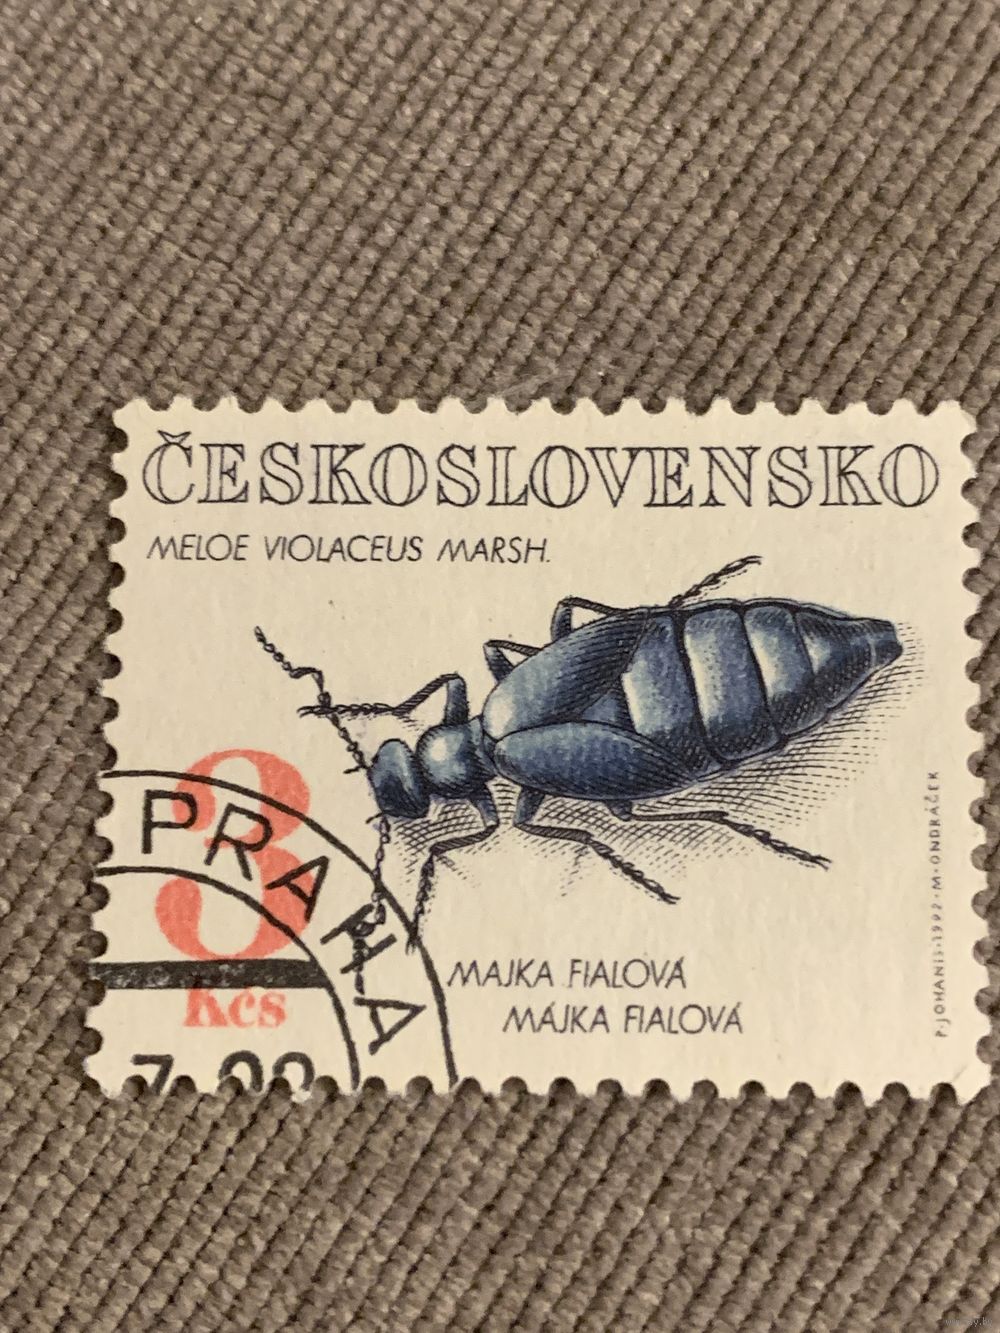 ČESKOSLOVENSKO
MELOE VIOLACEUS MARSH.
3
Kčs
PRAHA
MAJKA FIALOVÁ
MÁJKA FIALOVÁ
P. JOHANIS · 1992 · M. ONDRÁČEK